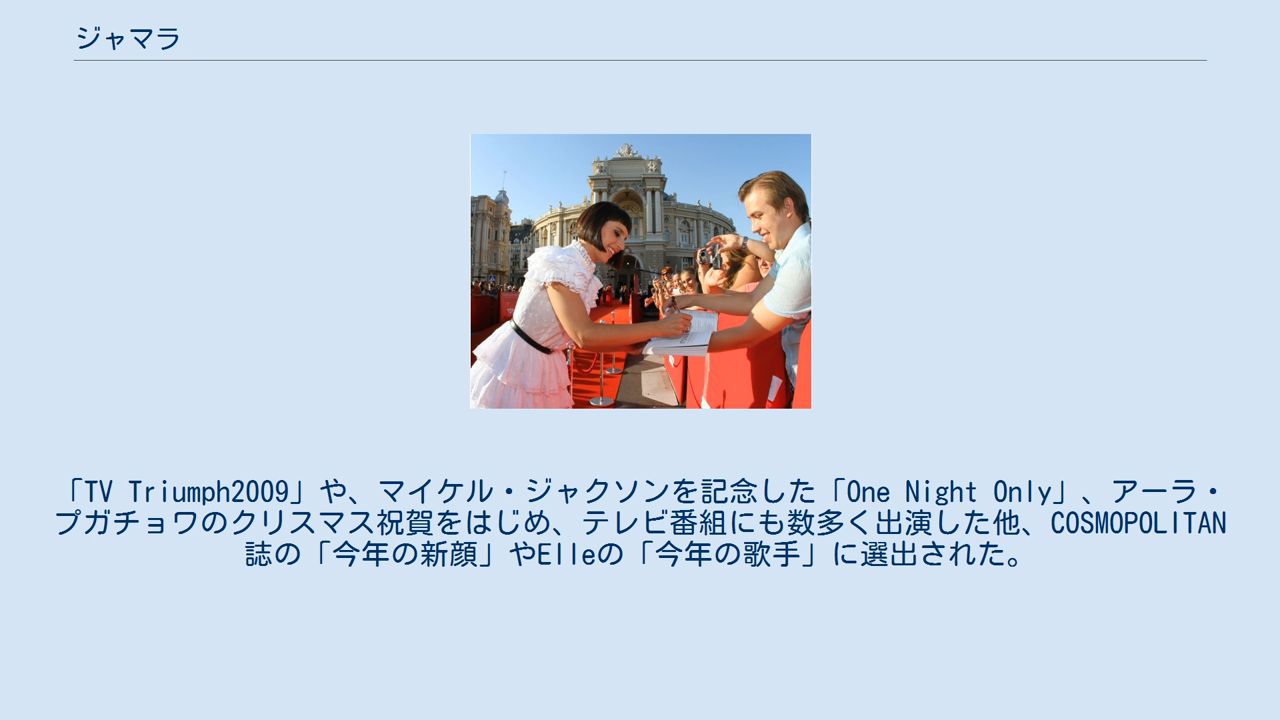 ジャマラ
「TV Triumph2009」や、マイケル・ジャクソンを記念した「One Night Only」、アーラ・
プガチョワのクリスマス祝賀をはじめ、テレビ番組にも数多く出演した他、COSMOPOLITAN
誌の「今年の新顔」やElleの「今年の歌手」に選出された。